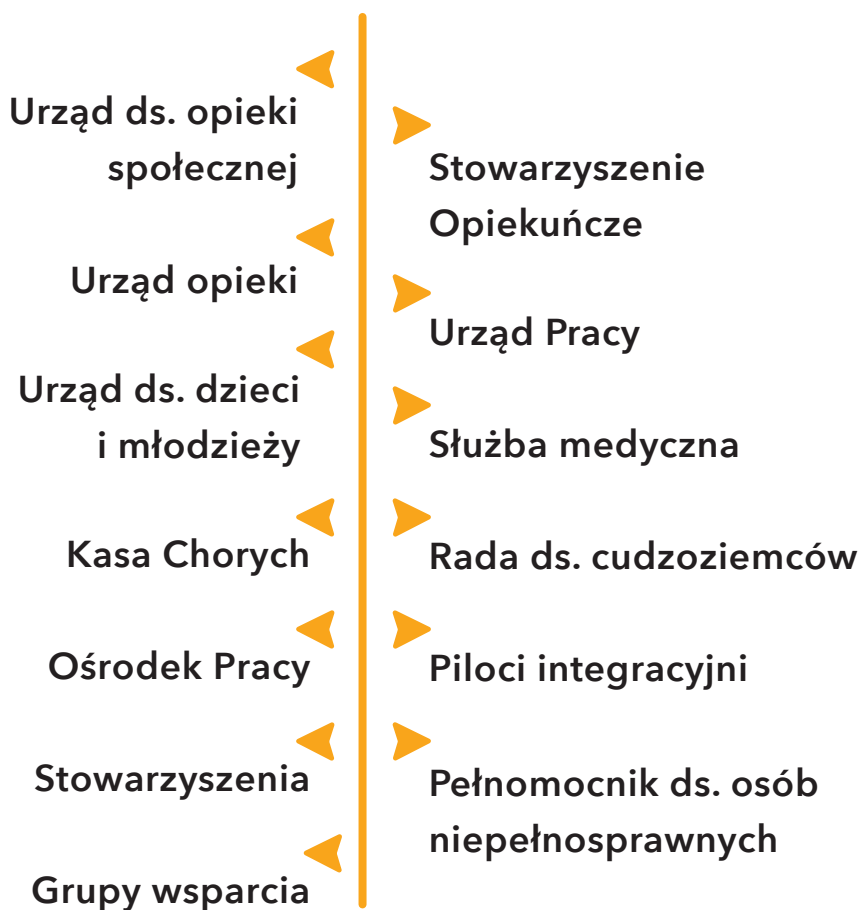 Urząd ds. opieki
społecznej
Urząd opieki
Urząd ds. dzieci
i młodzieży
Kasa Chorych
Ośrodek Pracy
Stowarzyszenia
Grupy wsparcia
Stowarzyszenie
Opiekuńcze
Urząd Pracy
Służba medyczna
Rada ds. cudzoziemców
Piloci integracyjni
Pełnomocnik ds. osób
niepełnosprawnych